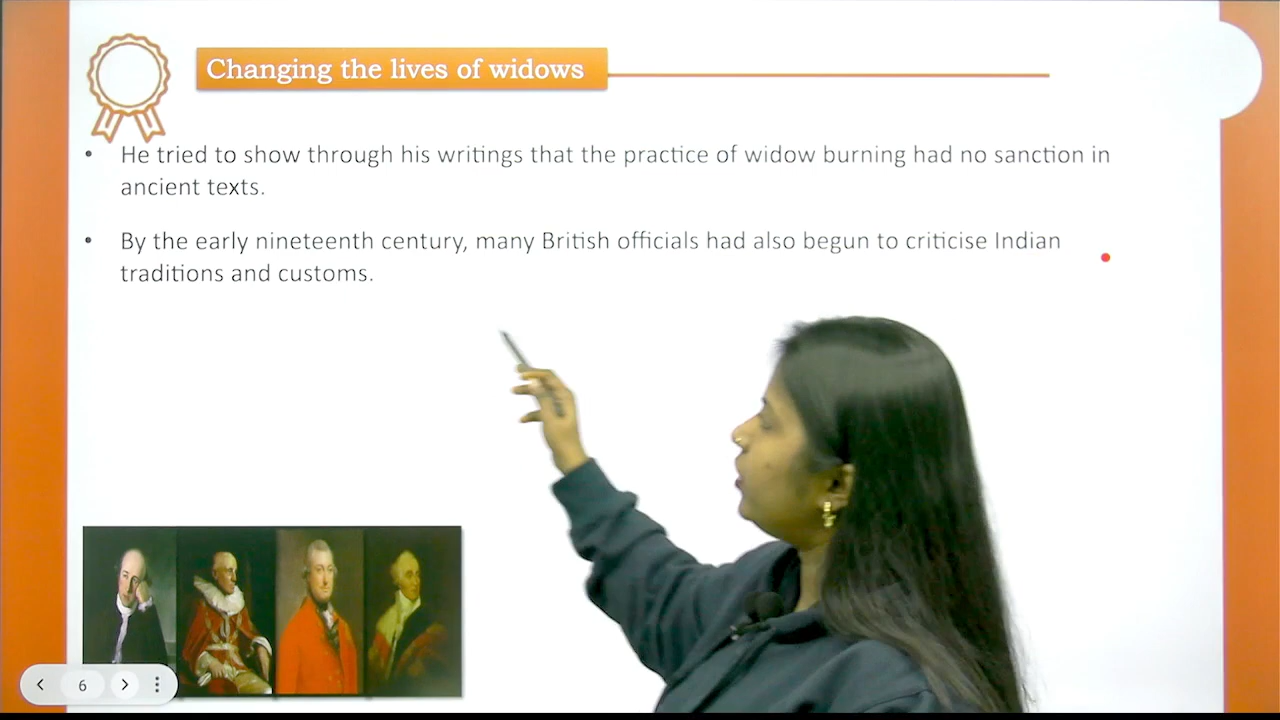 Changing the lives of widows
• He tried to show through his writings that the practice of widow burning had no sanction in
ancient texts.
• By the early nineteenth century, many British officials had also begun to criticise Indian
traditions and customs.
6